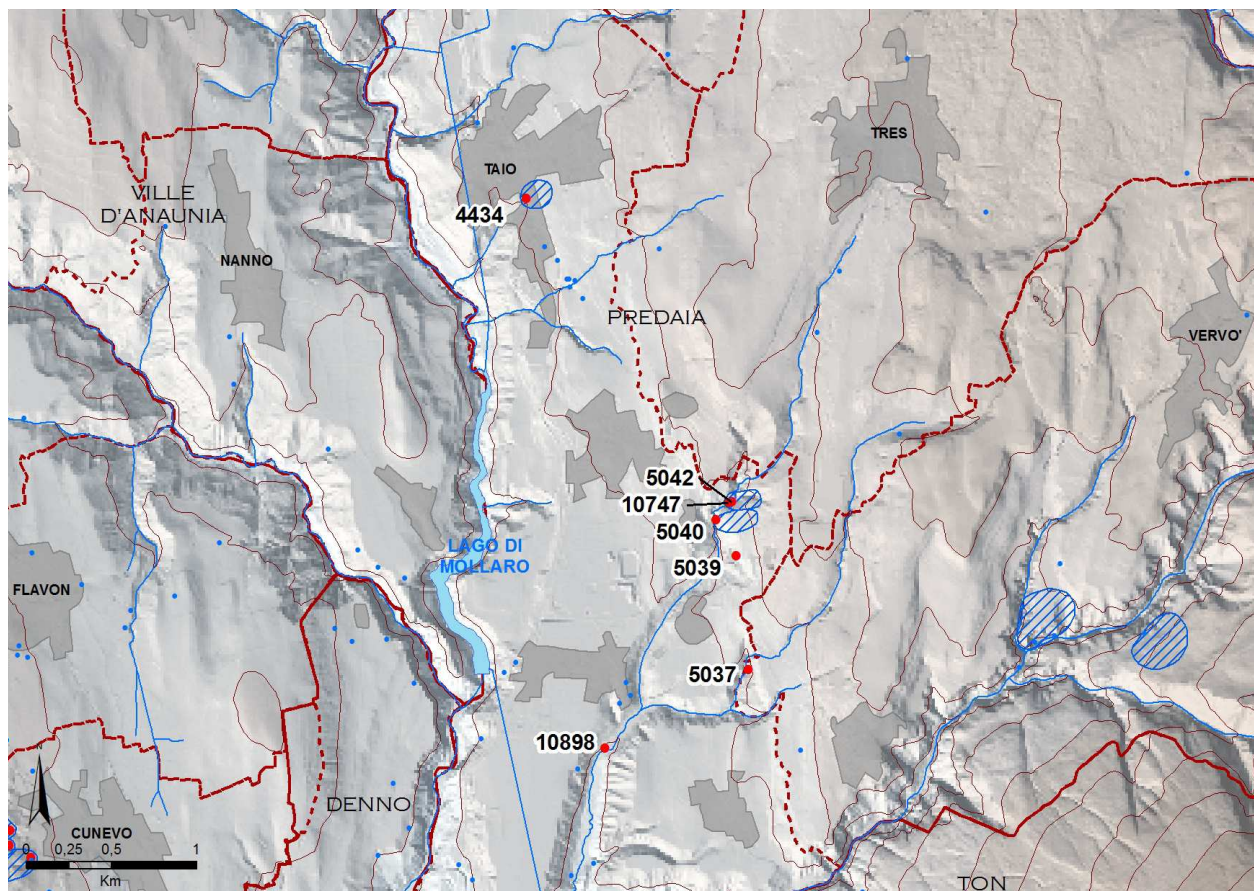 TRES
TAIO
VILLE
D'ANAUNIA
4434
NANNO
PREDAIA
VERVO'
5042
10747
5040
LAGO DI
MOLLARO
5039
FLAVON
5037
10898
DENNO
CUNEVO
0 0,25 0,5 1
Km
TON